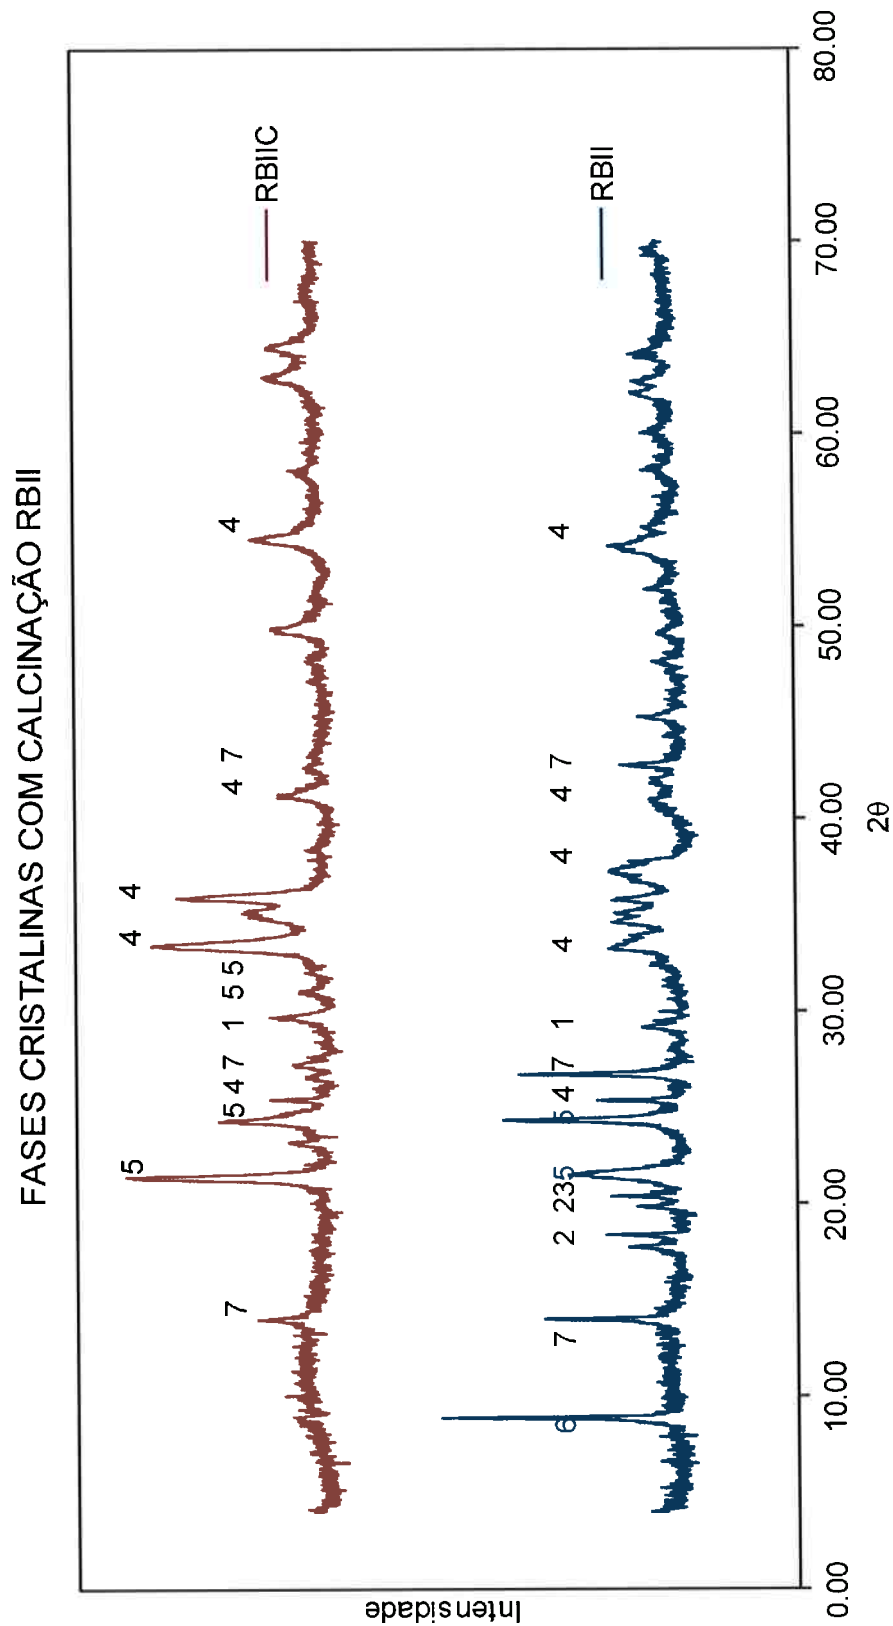 FASES CRISTALINAS COM CALCINAÇÃO RBII
Intensidade
RBIIC
7 5 5 4 7 1 5 5 4 4 4 7 4
RBII
6 7 2 2 3 5 5 4 7 1 4 4 4 7 4
0.00 10.00 20.00 30.00 40.00 50.00 60.00 70.00 80.00
2θ